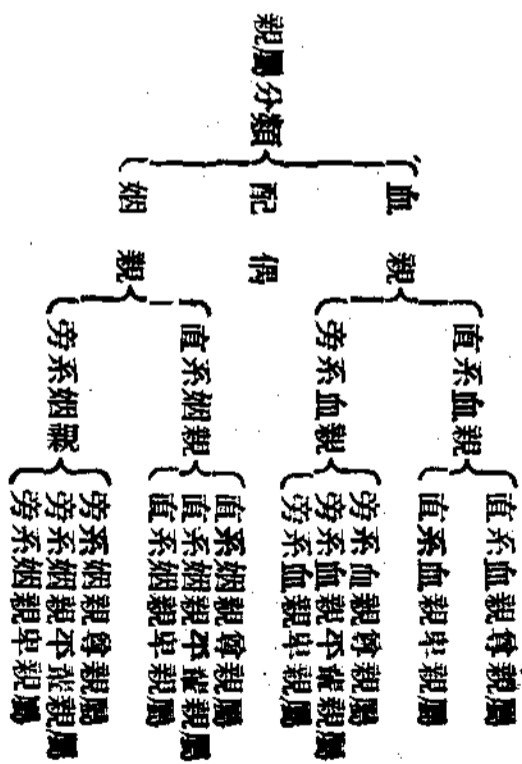 親屬分類
血親
直系血親
直系血親尊親屬
直系血親卑親屬
旁系血親
旁系血親尊親屬
旁系血親平輩親屬
旁系血親卑親屬
配偶
姻親
直系姻親
直系姻親尊親屬
直系姻親平輩親屬
直系姻親卑親屬
旁系姻親
旁系姻親尊親屬
旁系姻親平輩親屬
旁系姻親卑親屬